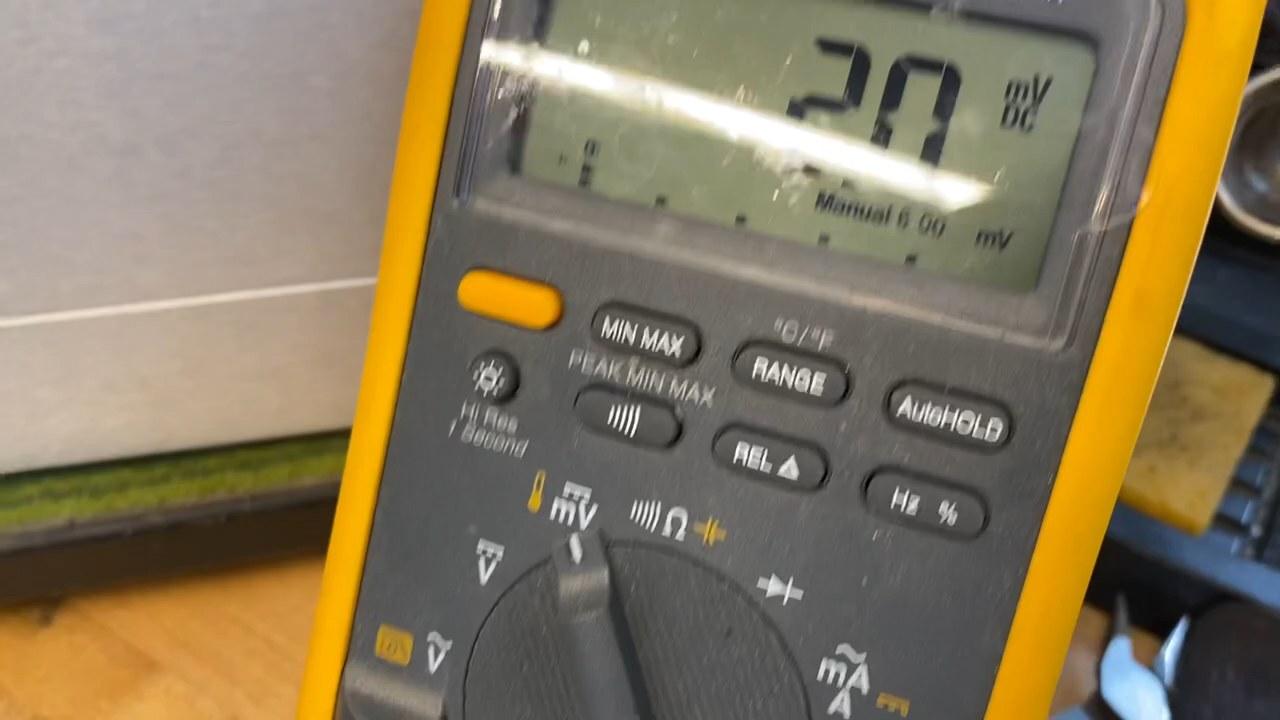 20 mV
DC
Manual 6 00 mV
MIN MAX
°C/°F
PEAK MIN MAX
RANGE
AutoHOLD
Hi Res
1 Second
REL △
Hz %
mV
Ω
V
V
mA
A